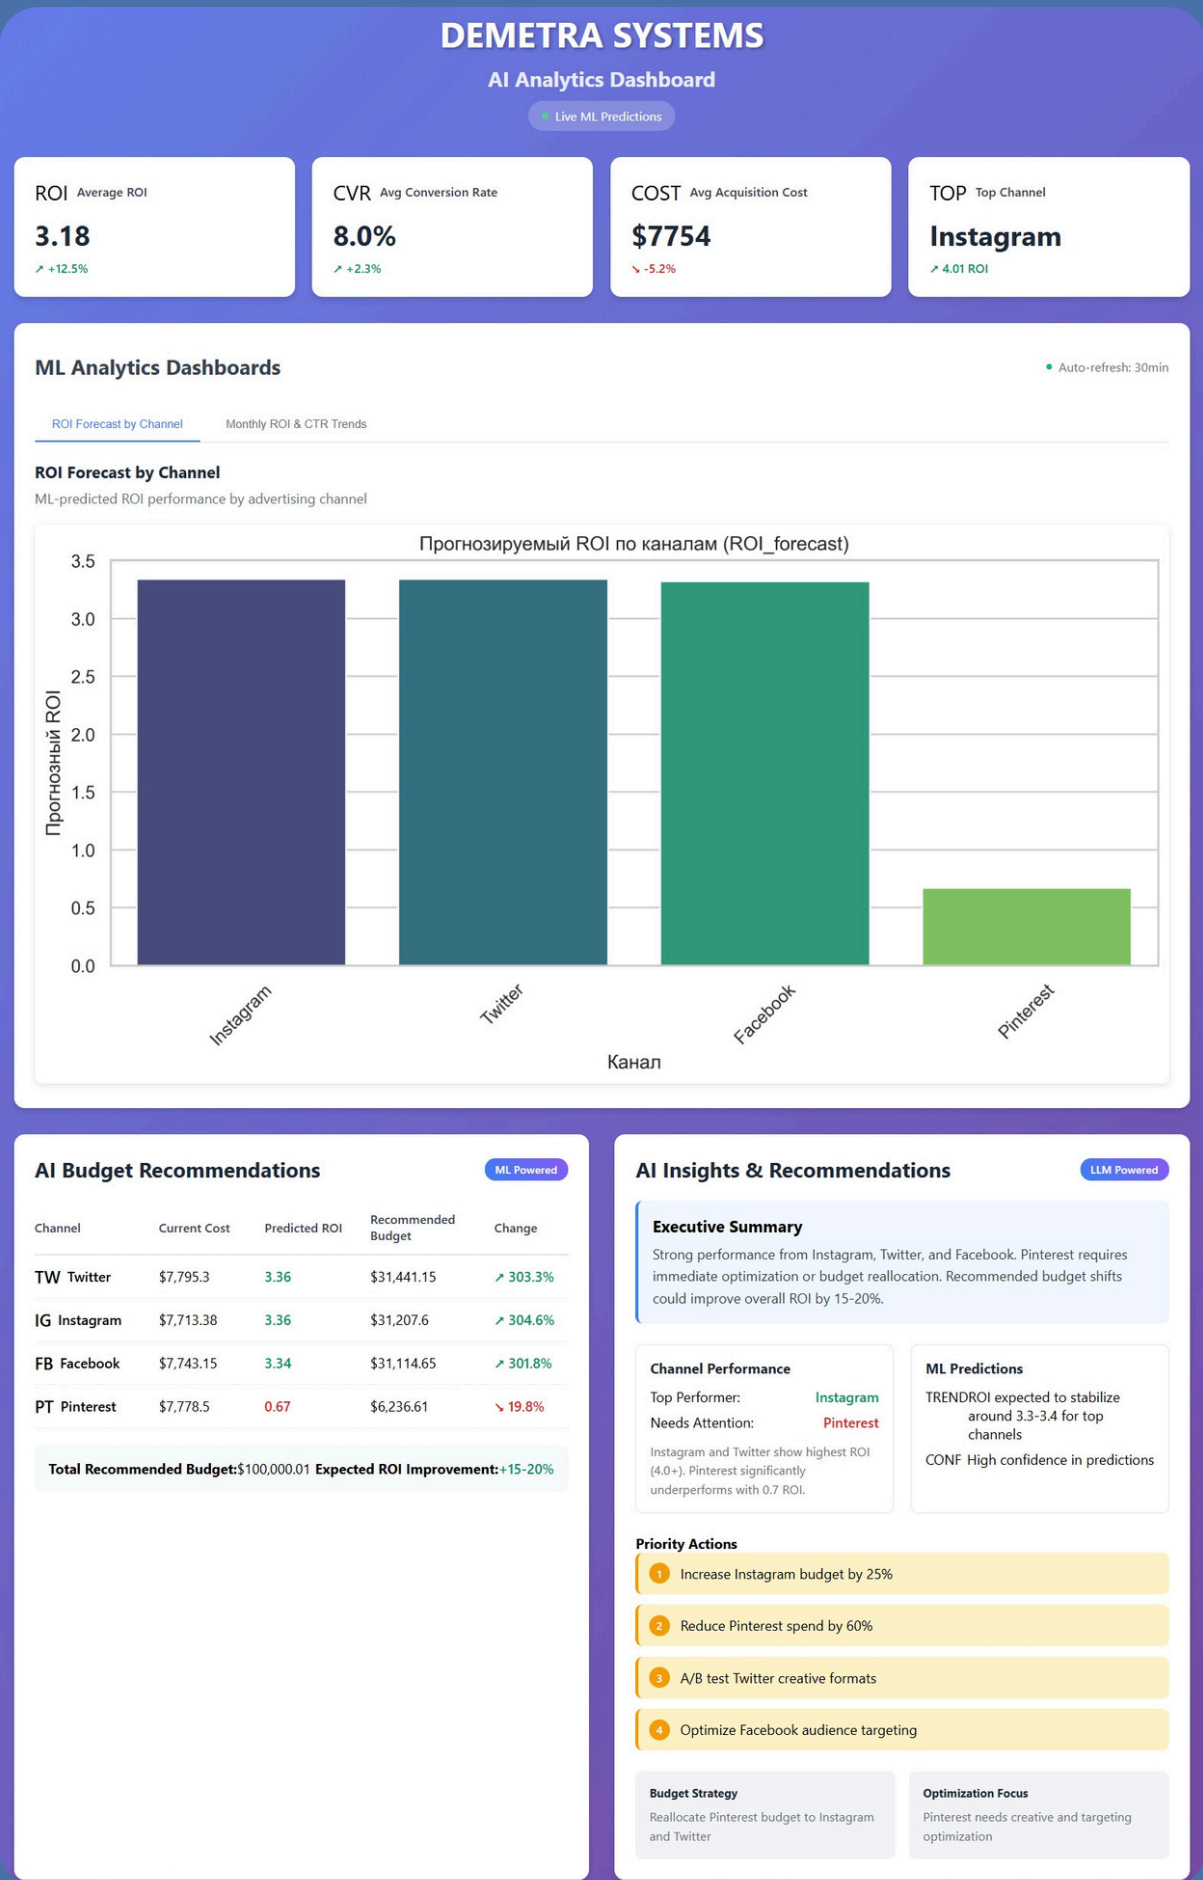 DEMETRA SYSTEMS
AI Analytics Dashboard
Live ML Predictions
ROI Average ROI
3.18
↗ +12.5%
CVR Avg Conversion Rate
8.0%
↗ +2.3%
COST Avg Acquisition Cost
$7754
↘ -5.2%
TOP Top Channel
Instagram
↗ 4.01 ROI
ML Analytics Dashboards
Auto-refresh: 30min
ROI Forecast by Channel
Monthly ROI & CTR Trends
ROI Forecast by Channel
ML-predicted ROI performance by advertising channel
Прогнозируемый ROI по каналам (ROI_forecast)
Прогнозный ROI
3.5
3.0
2.5
2.0
1.5
1.0
0.5
0.0
Instagram
Twitter
Facebook
Pinterest
Канал
AI Budget Recommendations
ML Powered
Channel Current Cost Predicted ROI Recommended Budget Change
TW Twitter $7,795.3 3.36 $31,441.15 ↗ 303.3%
IG Instagram $7,713.38 3.36 $31,207.6 ↗ 304.6%
FB Facebook $7,743.15 3.34 $31,114.65 ↗ 301.8%
PT Pinterest $7,778.5 0.67 $6,236.61 ↘ 19.8%
Total Recommended Budget:$100,000.01 Expected ROI Improvement:+15-20%
AI Insights & Recommendations
LLM Powered
Executive Summary
Strong performance from Instagram, Twitter, and Facebook. Pinterest requires
immediate optimization or budget reallocation. Recommended budget shifts
could improve overall ROI by 15-20%.
Channel Performance
Top Performer: Instagram
Needs Attention: Pinterest
Instagram and Twitter show highest ROI
(4.0+). Pinterest significantly
underperforms with 0.7 ROI.
ML Predictions
TRENDROI expected to stabilize
around 3.3-3.4 for top
channels
CONF High confidence in predictions
Priority Actions
1 Increase Instagram budget by 25%
2 Reduce Pinterest spend by 60%
3 A/B test Twitter creative formats
4 Optimize Facebook audience targeting
Budget Strategy
Reallocate Pinterest budget to Instagram
and Twitter
Optimization Focus
Pinterest needs creative and targeting
optimization